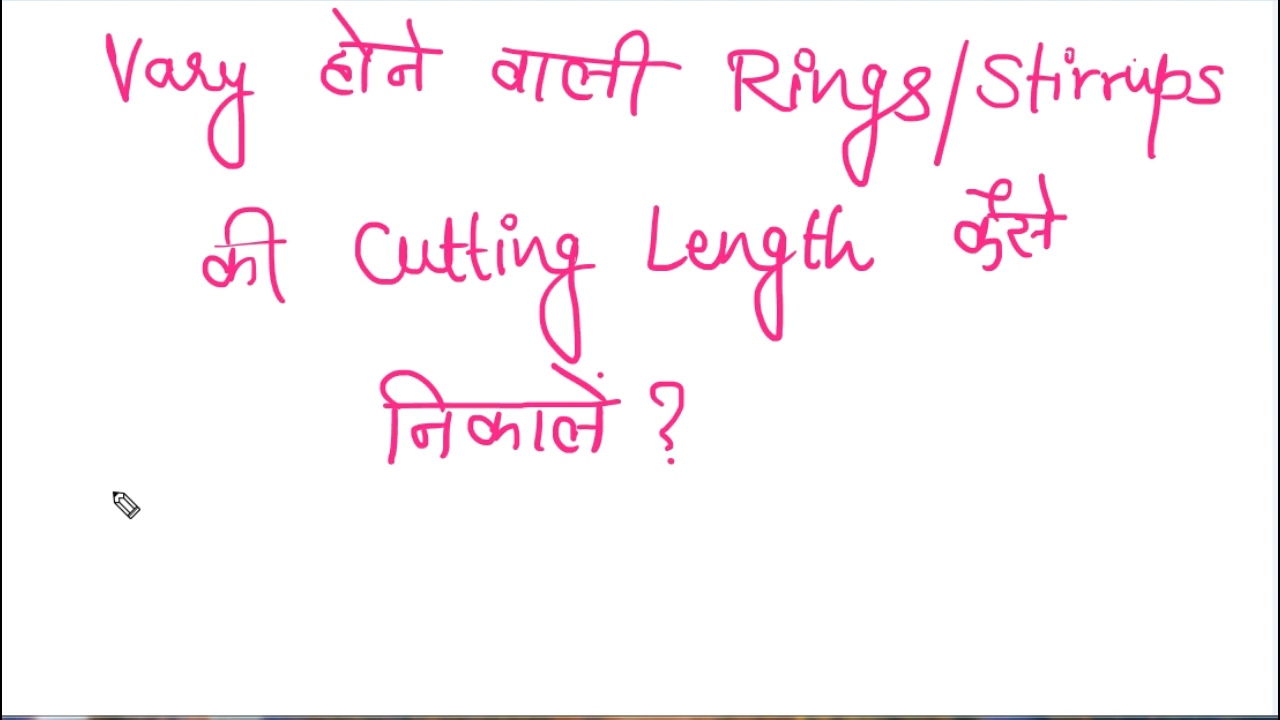 Vary होने वाली Rings/Stirrups
की Cutting Length कैसे
निकालें ?